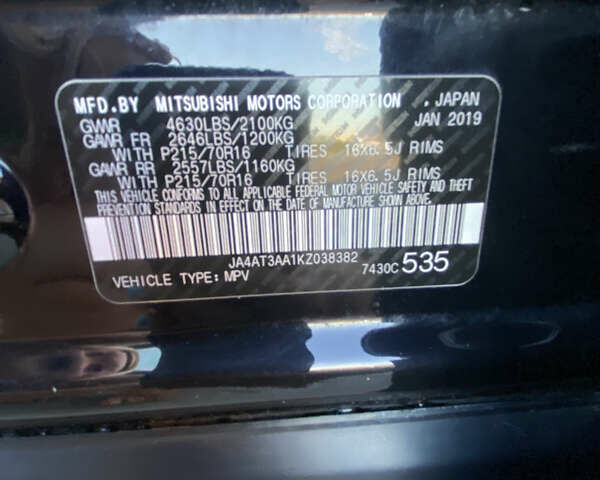 MFD.BY MITSUBISHI MOTORS CORPORATION . JAPAN
GVWR 4630LBS/2100KG JAN 2019
GAWR FR 2646LBS/1200KG
WITH P215/70R16 TIRES 16X6.5J RIMS
GAWR RR 2557LBS/1160KG
WITH P215/70R16 TIRES 16X6.5J RIMS
THIS VEHICLE CONFORMS TO ALL APPLICABLE FEDERAL MOTOR VEHICLE SAFETY AND THEFT
PREVENTION STANDARDS IN EFFECT ON THE DATE OF MANUFACTURE SHOWN ABOVE.
JA4AT3AA1KZ038382
VEHICLE TYPE: MPV 7430C 535